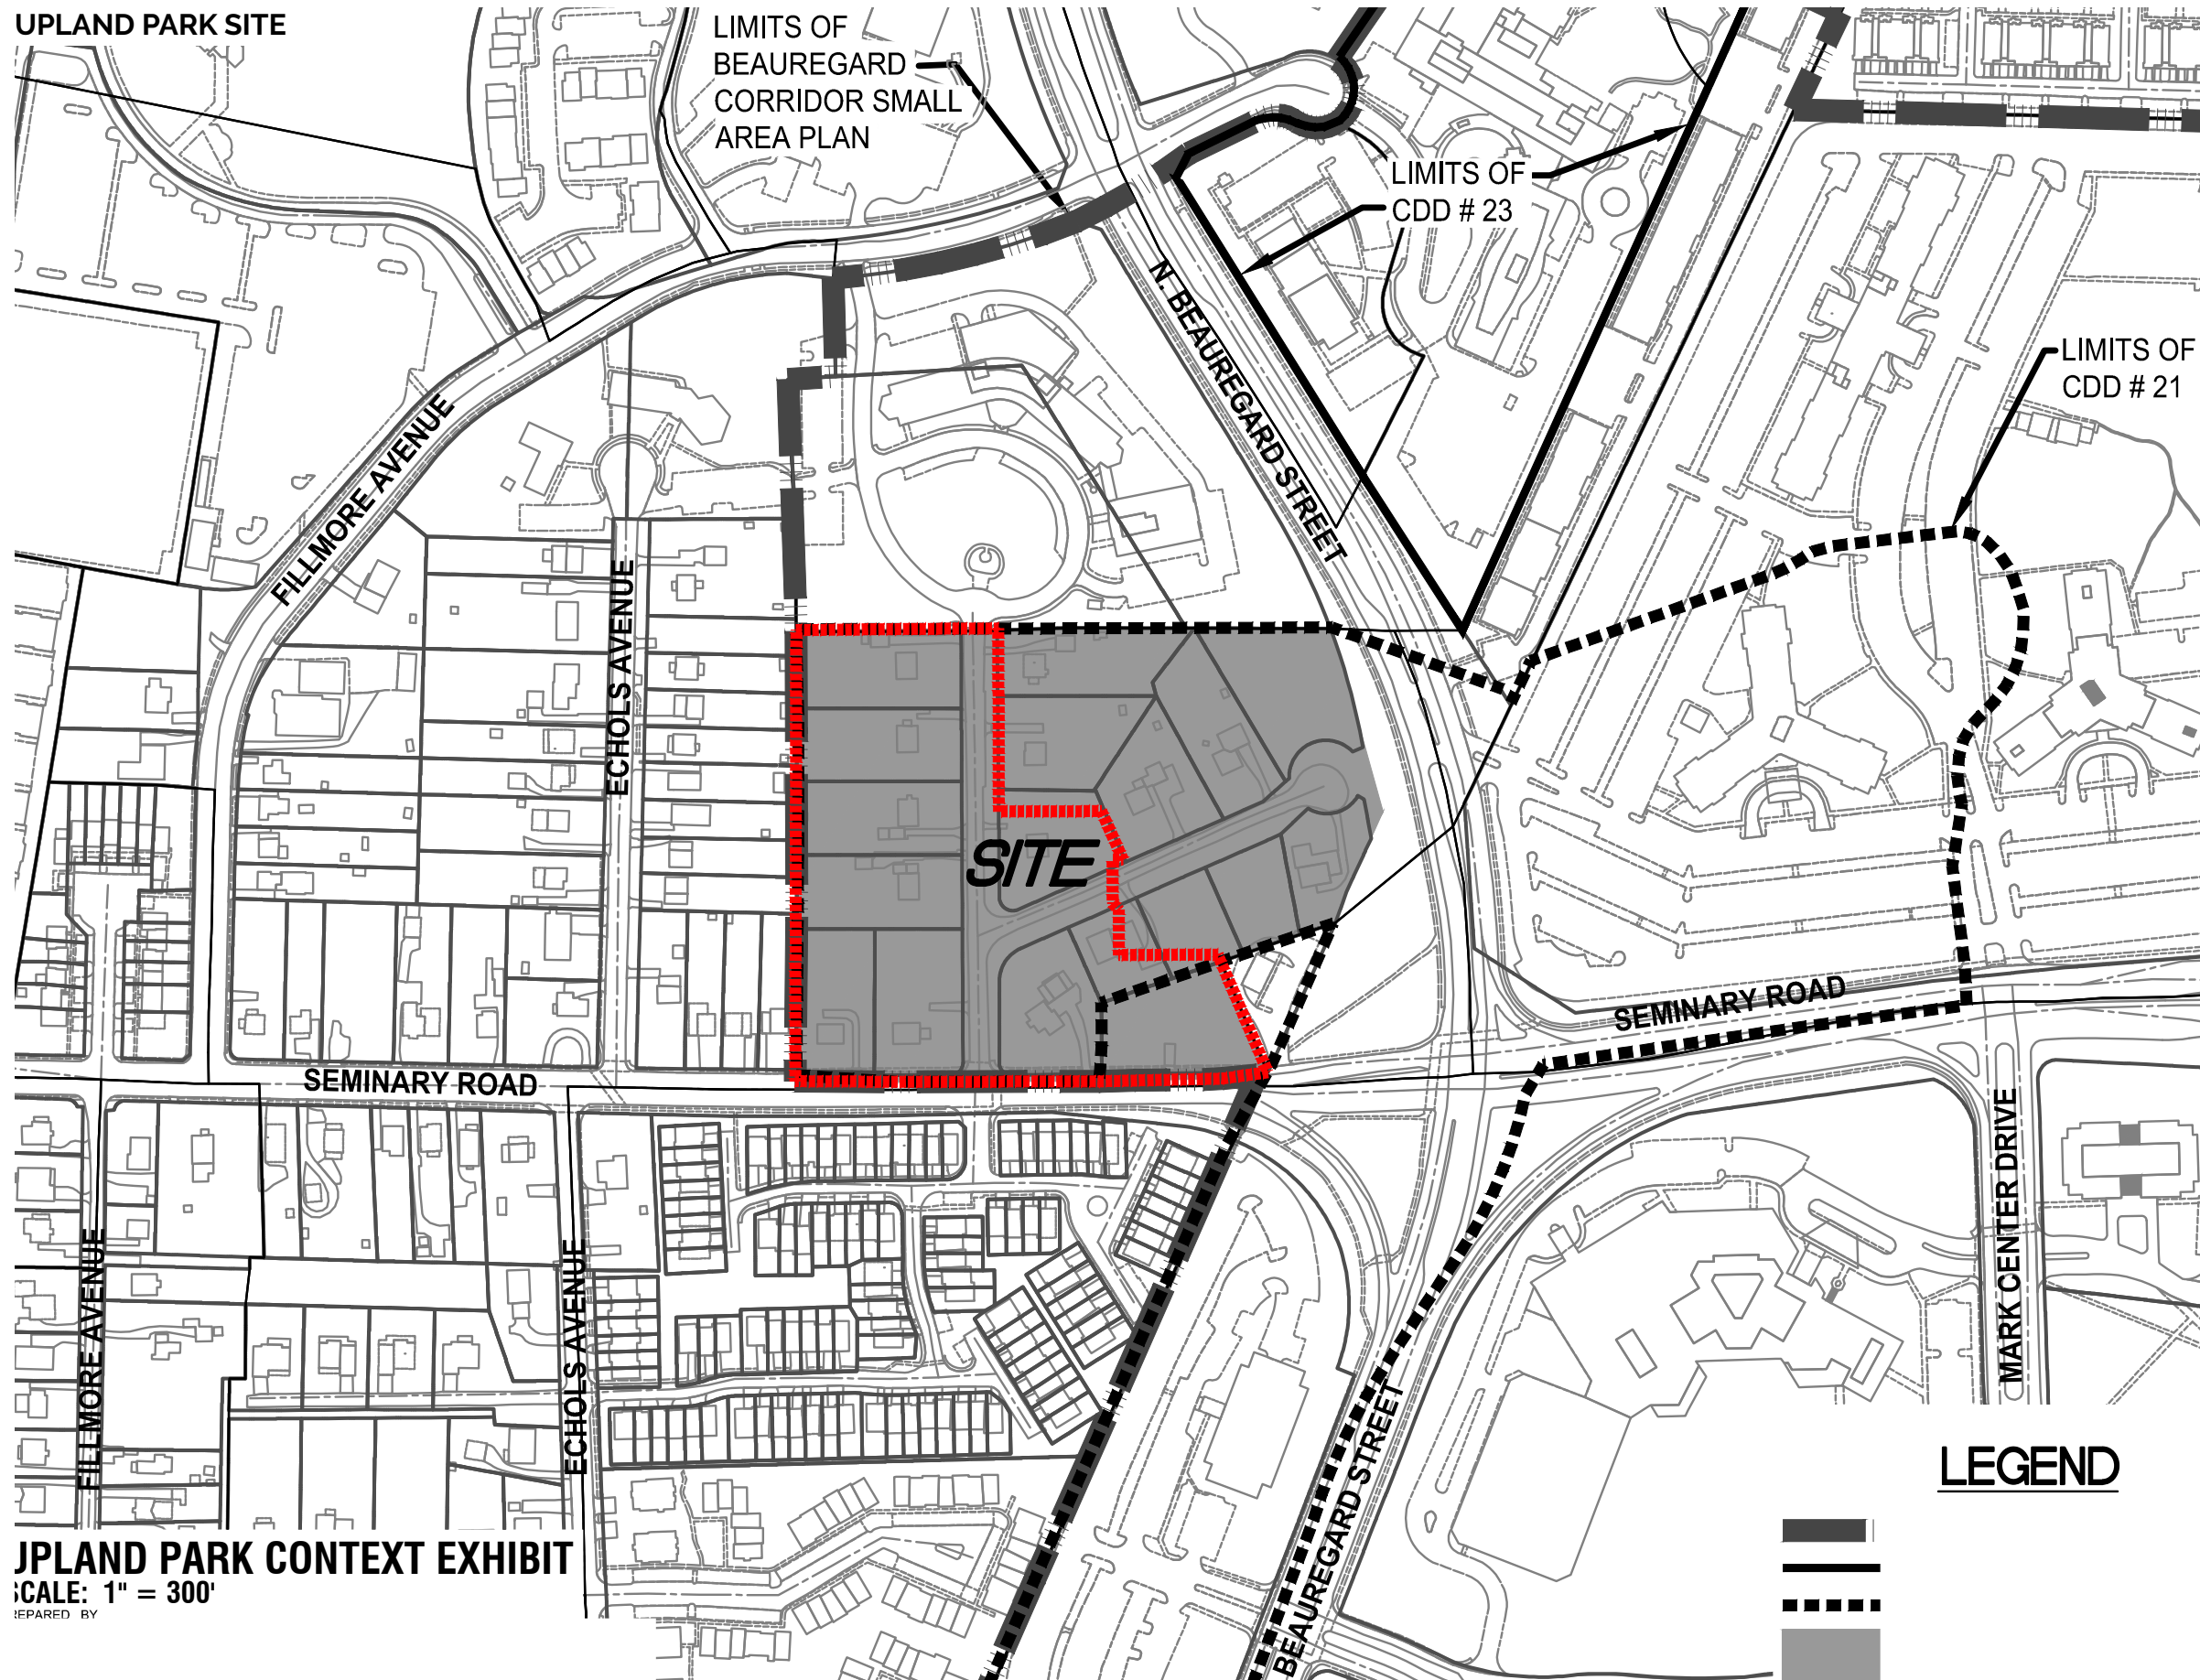 UPLAND PARK SITE
LIMITS OF
BEAUREGARD
CORRIDOR SMALL
AREA PLAN
LIMITS OF
CDD # 23
N. BEAUREGARD STREET
LIMITS OF
CDD # 21
FILLMORE AVENUE
ECHOLS AVENUE
SITE
SEMINARY ROAD
SEMINARY ROAD
MARK CENTER DRIVE
FILLMORE AVENUE
ECHOLS AVENUE
BEAUREGARD STREET
LEGEND
UPLAND PARK CONTEXT EXHIBIT
SCALE: 1" = 300'
REPARED BY